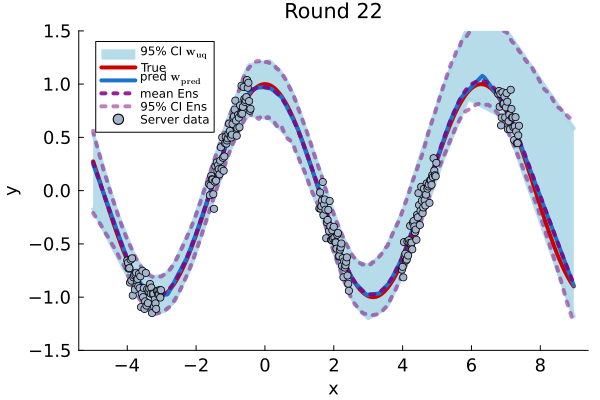 Round 22
1.5
1.0
0.5
0.0
−0.5
−1.0
−1.5
y
95% CI w_uq
True
pred w_pred
mean Ens
95% CI Ens
Server data
−4 −2 0 2 4 6 8
x